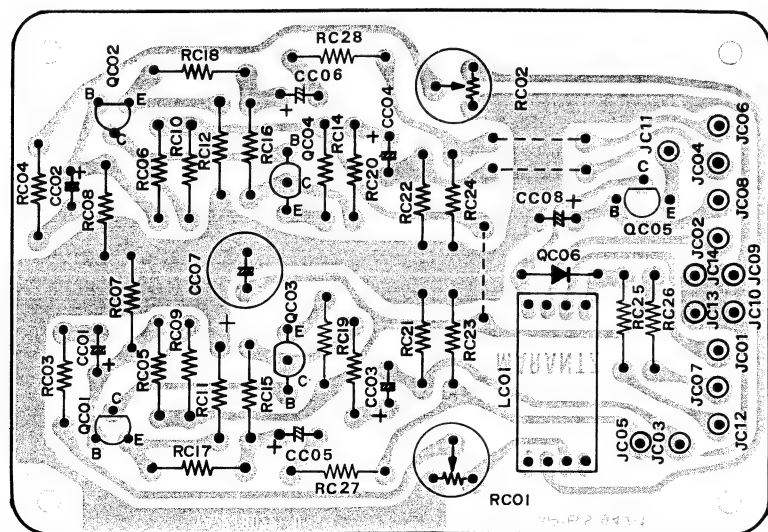 RC28
RC18
QC02
CC06
RC02
B
E
C
RC04
CC02
RC08
RC06
RC10
RC12
RC16
B
QC04
C
E
RC14
RC20
CC04
RC22
RC24
JC11
JC06
JC04
JC08
C
B
E
QC05
CC08
JC02
QC06
JC14
JC09
JC13
JC10
CC07
RC07
RC25
RC26
RC03
CC01
RC05
RC09
RC11
RC15
QC03
E
C
B
RC19
CC03
RC21
RC23
LC01
MARANTZ
JC01
JC07
JC12
JC05
JC03
QC01
C
B
E
RC17
CC05
RC27
RC01